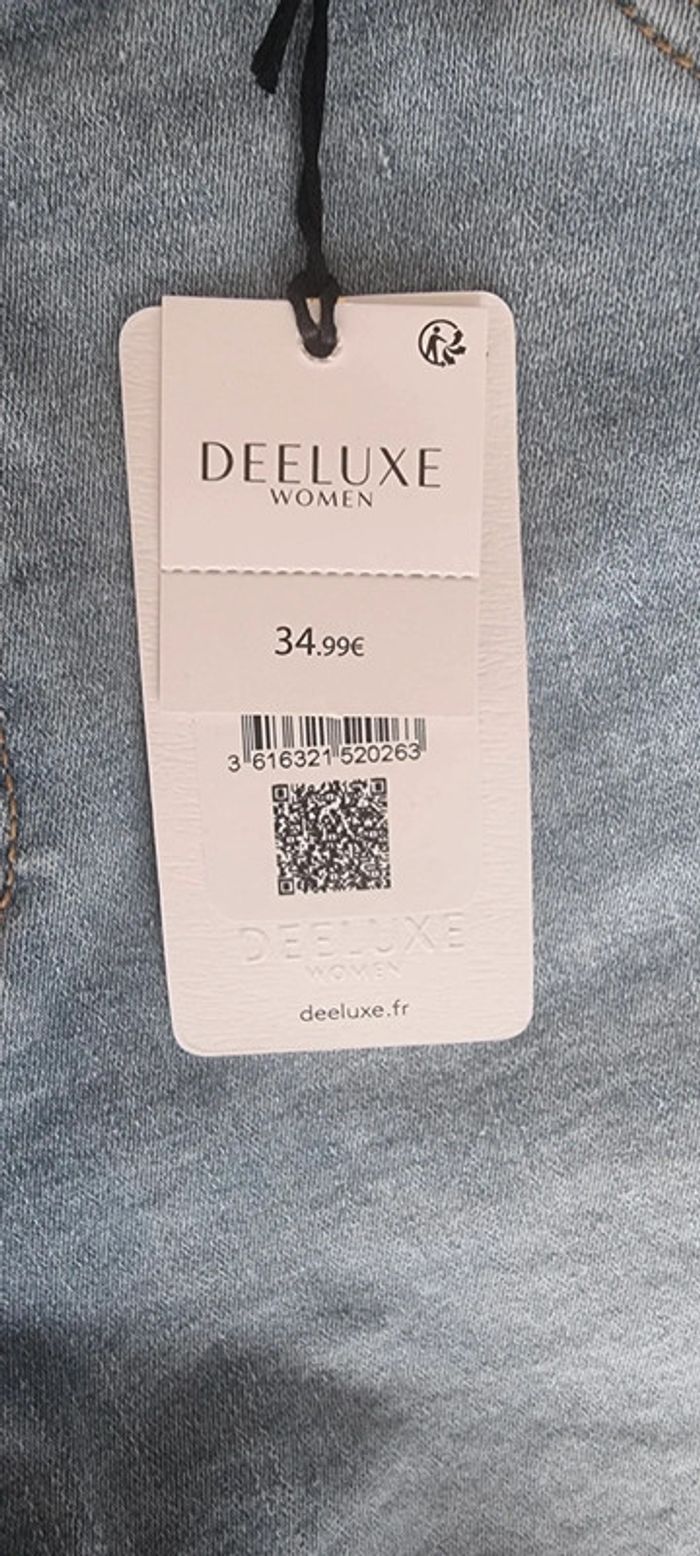 DEELUXE
WOMEN
34.99€
3 616321 520263
DEELUXE
WOMEN
deeluxe.fr